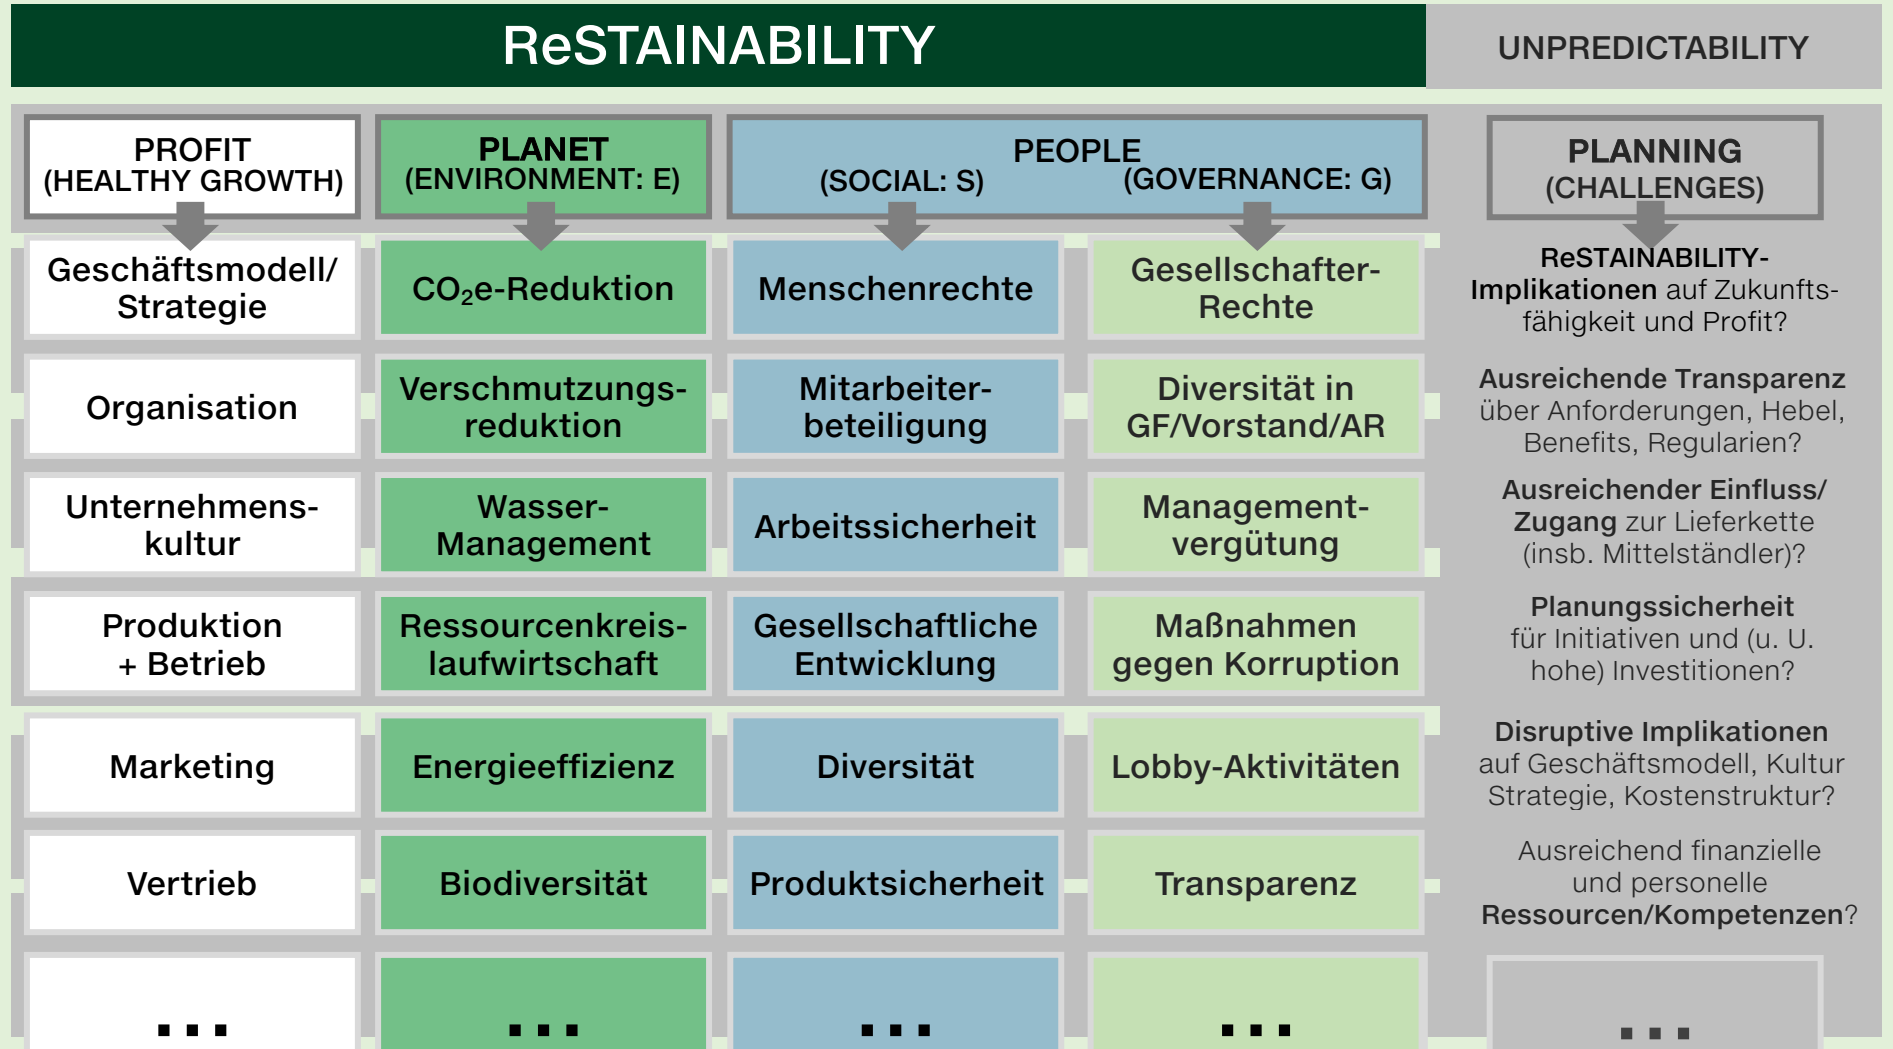 ReSTAINABILITY
UNPREDICTABILITY
PROFIT
(HEALTHY GROWTH)
PLANET
(ENVIRONMENT: E)
PEOPLE
(SOCIAL: S)
(GOVERNANCE: G)
PLANNING
(CHALLENGES)
Geschäftsmodell/
Strategie
CO₂e-Reduktion
Menschenrechte
Gesellschafter-
Rechte
ReSTAINABILITY-
Implikationen auf Zukunfts-
fähigkeit und Profit?
Organisation
Verschmutzungs-
reduktion
Mitarbeiter-
beteiligung
Diversität in
GF/Vorstand/AR
Ausreichende Transparenz
über Anforderungen, Hebel,
Benefits, Regularien?
Unternehmens-
kultur
Wasser-
Management
Arbeitssicherheit
Management-
vergütung
Ausreichender Einfluss/
Zugang zur Lieferkette
(insb. Mittelständler)?
Produktion
+ Betrieb
Ressourcenkreis-
laufwirtschaft
Gesellschaftliche
Entwicklung
Maßnahmen
gegen Korruption
Planungssicherheit
für Initiativen und (u. U.
hohe) Investitionen?
Marketing
Energieeffizienz
Diversität
Lobby-Aktivitäten
Disruptive Implikationen
auf Geschäftsmodell, Kultur
Strategie, Kostenstruktur?
Vertrieb
Biodiversität
Produktsicherheit
Transparenz
Ausreichend finanzielle
und personelle
Ressourcen/Kompetenzen?
...
...
...
...
...